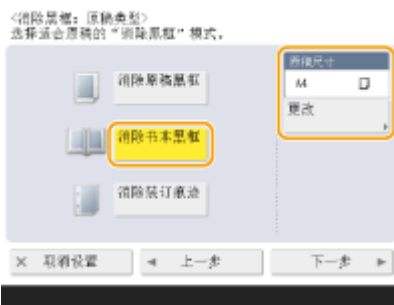 <消除黑框：原稿类型>
选择适合原稿的“消除黑框”模式。
原稿尺寸
A4
更改
消除原稿黑框
消除书本黑框
消除装订痕迹
× 取消设置
◄ 上一步
下一步 ►